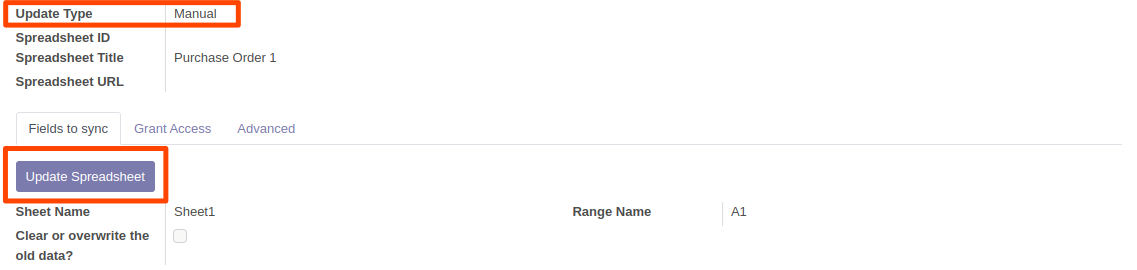 Update Type Manual
Spreadsheet ID
Spreadsheet Title Purchase Order 1
Spreadsheet URL
Fields to sync Grant Access Advanced
Update Spreadsheet
Sheet Name Sheet1 Range Name A1
Clear or overwrite the
old data?